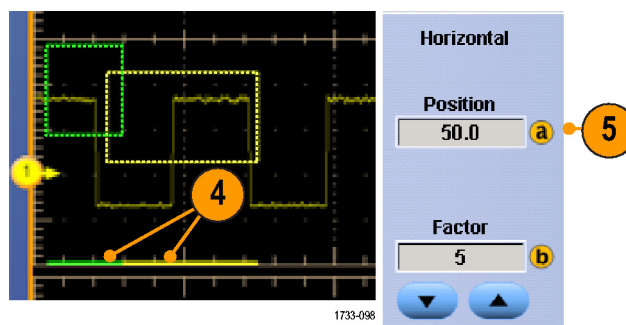 1
4
1733-098
Horizontal
Position
50.0 a
5
Factor
5 b